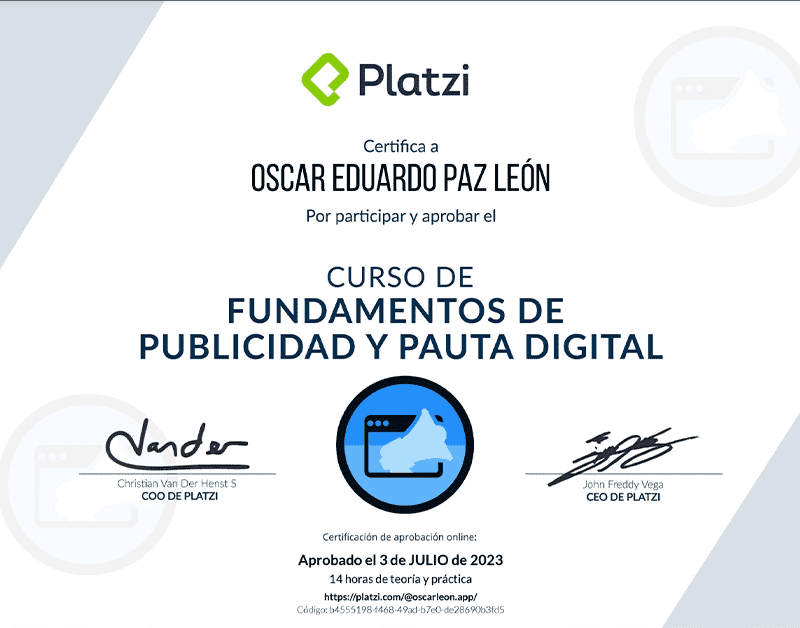 Platzi
Certifica a
OSCAR EDUARDO PAZ LEÓN
Por participar y aprobar el
CURSO DE
FUNDAMENTOS DE
PUBLICIDAD Y PAUTA DIGITAL
Vander
Christian Van Der Henst S
COO DE PLATZI
John Freddy Vega
CEO DE PLATZI
Certificación de aprobación online:
Aprobado el 3 de JULIO de 2023
14 horas de teoría y práctica
https://platzi.com/@oscarleon.app/
Código: b4555198-f468-49ad-b7e0-de28690b3fd5